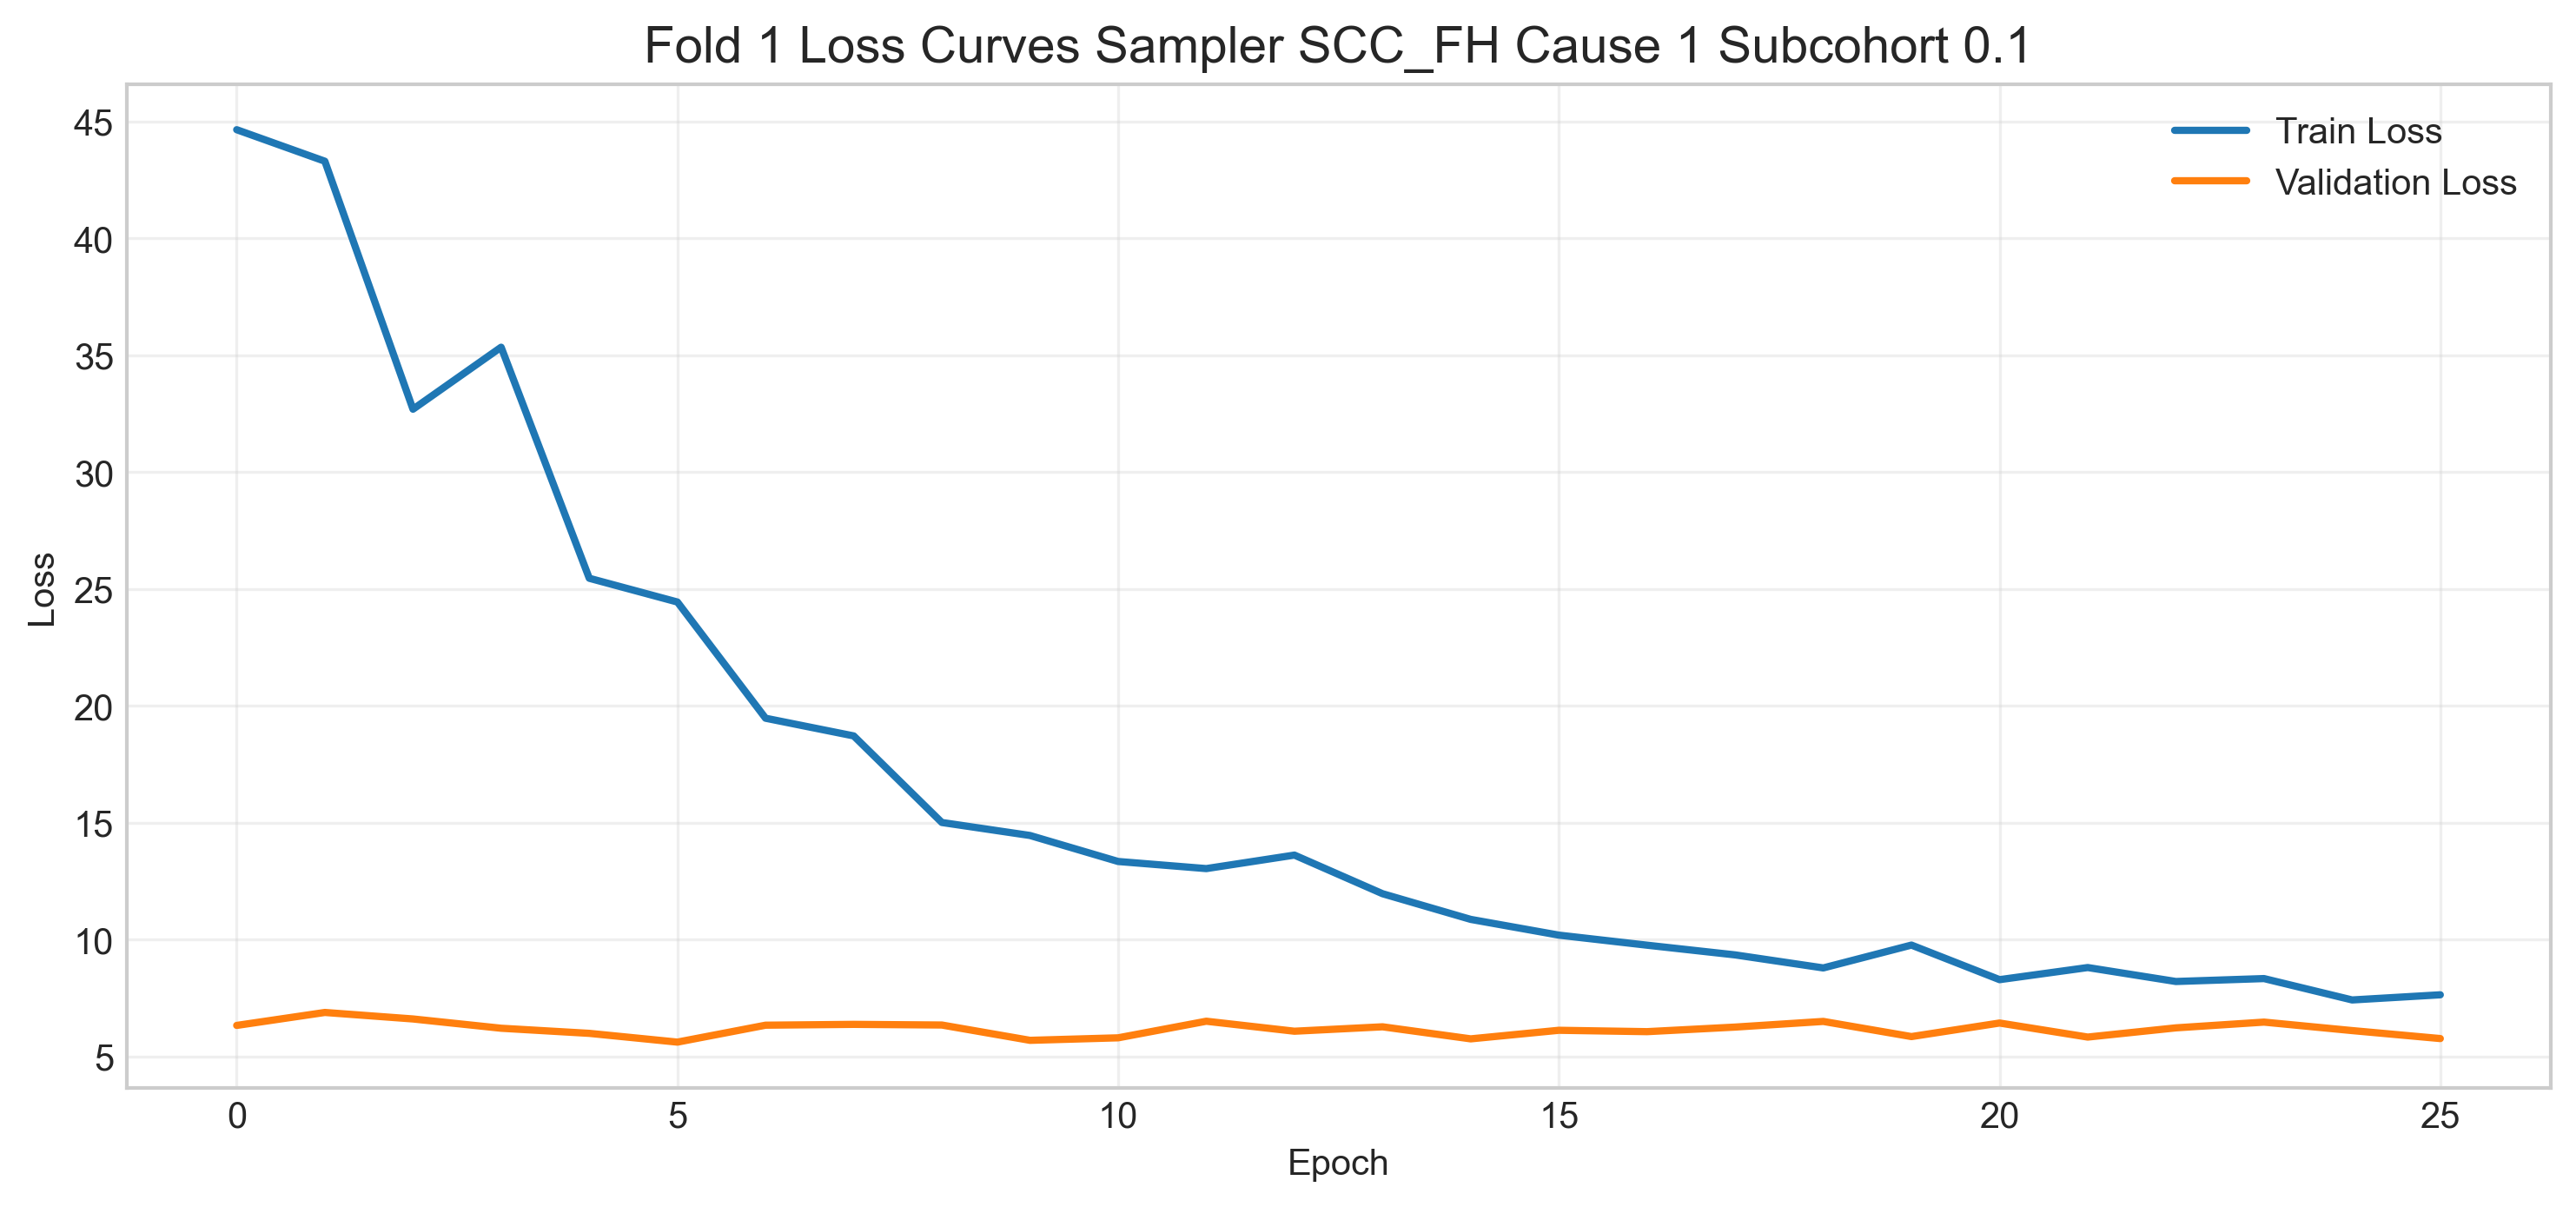 Fold 1 Loss Curves Sampler SCC_FH Cause 1 Subcohort 0.1
Train Loss
Validation Loss
45
40
35
30
25
20
15
10
5
Loss
0 5 10 15 20 25
Epoch